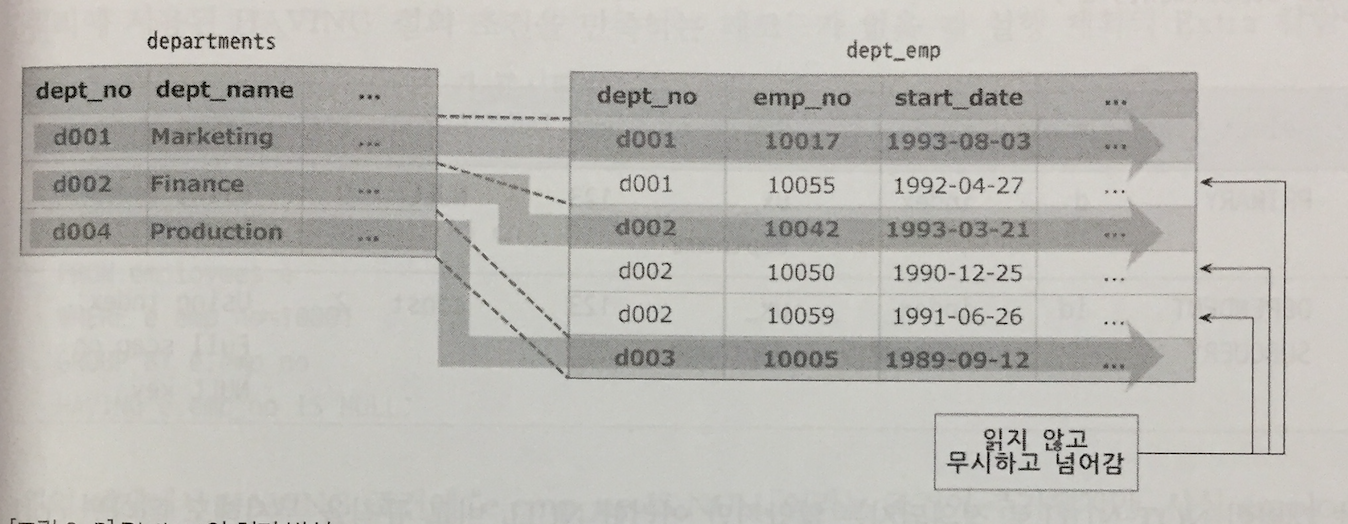 departments
dept_emp
dept_no dept_name ...
d001 Marketing ...
d002 Finance ...
d004 Production ...
dept_no emp_no start_date ...
d001 10017 1993-08-03 ...
d001 10055 1992-04-27 ...
d002 10042 1993-03-21 ...
d002 10050 1990-12-25 ...
d002 10059 1991-06-26 ...
d003 10005 1989-09-12 ...
읽지 않고
무시하고 넘어감